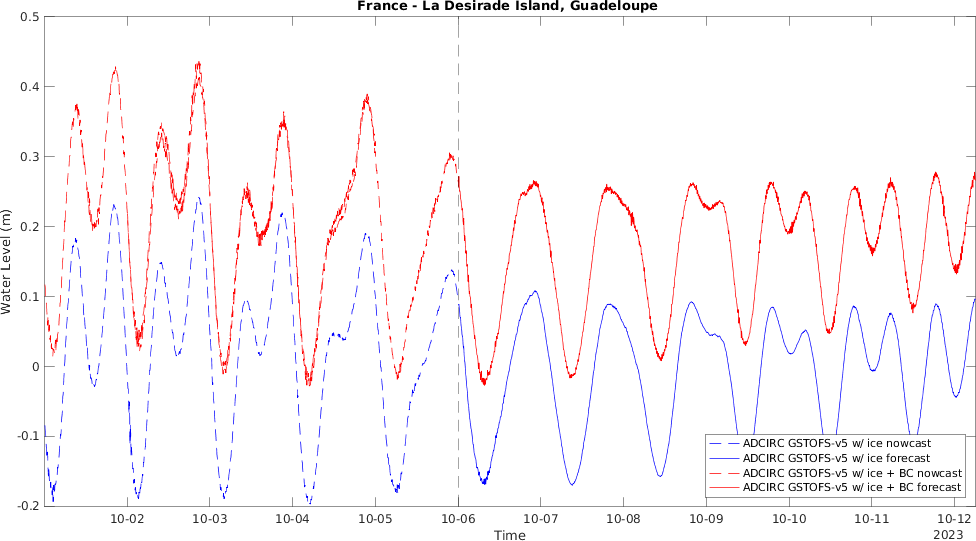 France - La Desirade Island, Guadeloupe
Water Level (m)
0.5
0.4
0.3
0.2
0.1
0
-0.1
-0.2
ADCIRC GSTOFS-v5 w/ ice nowcast
ADCIRC GSTOFS-v5 w/ ice forecast
ADCIRC GSTOFS-v5 w/ ice + BC nowcast
ADCIRC GSTOFS-v5 w/ ice + BC forecast
10-02 10-03 10-04 10-05 10-06 10-07 10-08 10-09 10-10 10-11 10-12
Time
2023